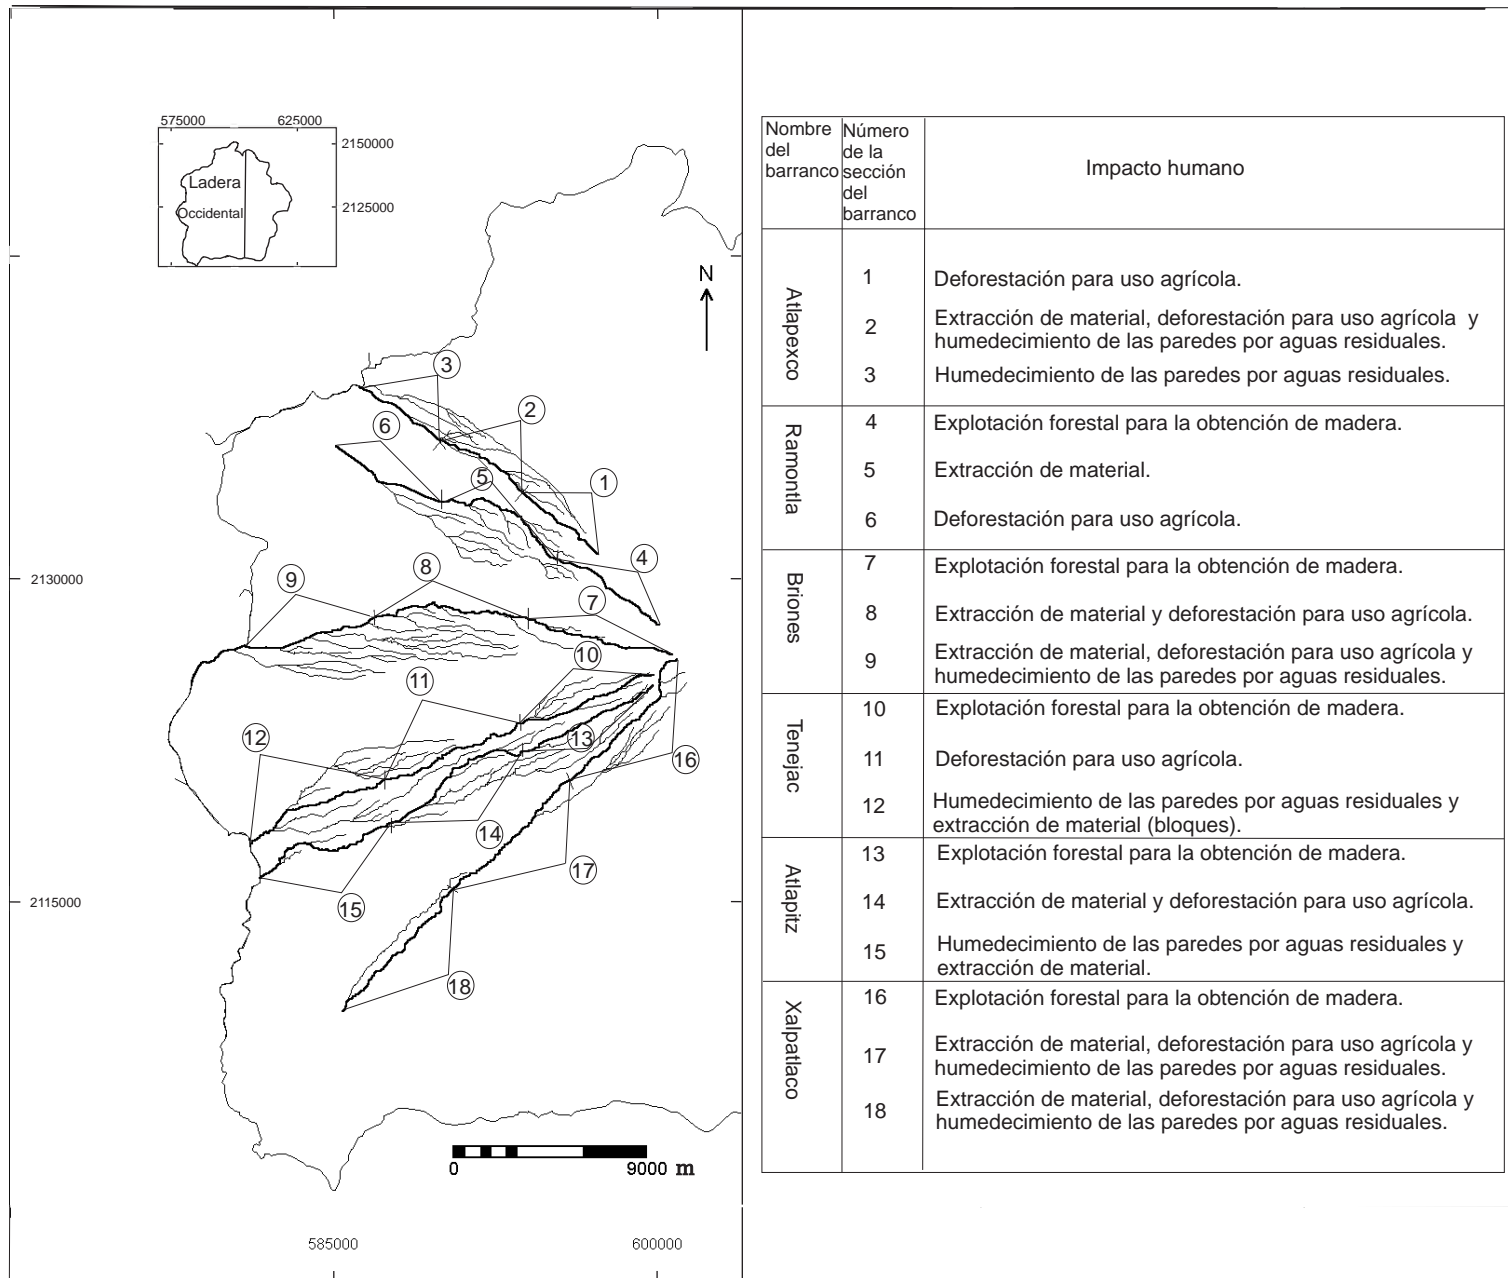 575000
625000
2150000
Ladera
2125000
Occidental
N
3
2
6
5
1
4
8
9
7
10
11
12
13
16
14
17
15
18
2130000
2115000
0
9000 m
585000
600000
Nombre
del
barranco
Número
de la
sección
del
barranco
Impacto humano
Atlapexco
1
Deforestación para uso agrícola.
2
Extracción de material, deforestación para uso agrícola y
humedecimiento de las paredes por aguas residuales.
3
Humedecimiento de las paredes por aguas residuales.
Ramontla
4
Explotación forestal para la obtención de madera.
5
Extracción de material.
6
Deforestación para uso agrícola.
Briones
7
Explotación forestal para la obtención de madera.
8
Extracción de material y deforestación para uso agrícola.
9
Extracción de material, deforestación para uso agrícola y
humedecimiento de las paredes por aguas residuales.
Tenejac
10
Explotación forestal para la obtención de madera.
11
Deforestación para uso agrícola.
12
Humedecimiento de las paredes por aguas residuales y
extracción de material (bloques).
Atlapitz
13
Explotación forestal para la obtención de madera.
14
Extracción de material y deforestación para uso agrícola.
15
Humedecimiento de las paredes por aguas residuales y
extracción de material.
Xalpatlaco
16
Explotación forestal para la obtención de madera.
17
Extracción de material, deforestación para uso agrícola y
humedecimiento de las paredes por aguas residuales.
18
Extracción de material, deforestación para uso agrícola y
humedecimiento de las paredes por aguas residuales.